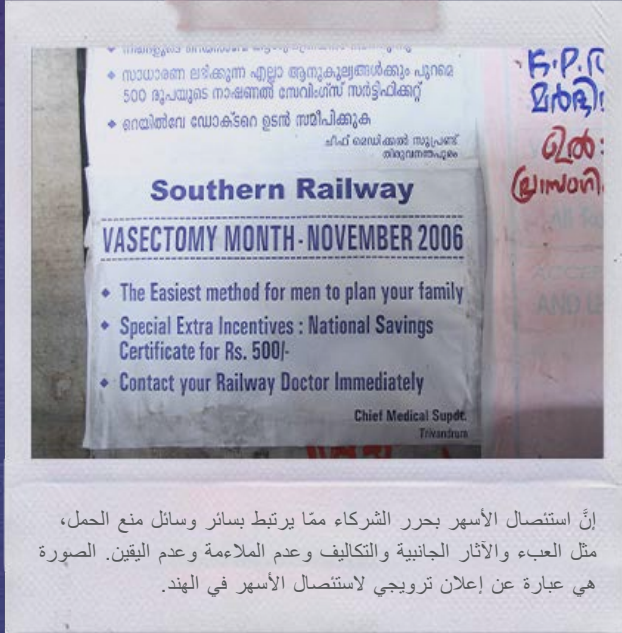 സാധാരണ ലഭിക്കുന്ന എല്ലാ ആനുകൂല്യങ്ങൾക്കും പുറമെ
500 രൂപയുടെ നാഷണൽ സേവിംഗ്സ് സർട്ടിഫിക്കറ്റ്
റെയിൽവേ ഡോക്ടറെ ഉടൻ സമീപിക്കുക
ചീഫ് മെഡിക്കൽ സൂപ്രണ്ട്
തിരുവനന്തപുരം
Southern Railway
VASECTOMY MONTH - NOVEMBER 2006
The Easiest method for men to plan your family
Special Extra Incentives : National Savings
Certificate for Rs. 500/-
Contact your Railway Doctor Immediately
Chief Medical Supdt.
Trivandrum
إنَّ استئصال الأسهر بحرر الشركاء ممّا يرتبط بسائر وسائل منع الحمل،
مثل العبء والآثار الجانبية والتكاليف وعدم الملاءمة وعدم اليقين. الصورة
هي عبارة عن إعلان ترويجي لاستئصال الأسهر في الهند.